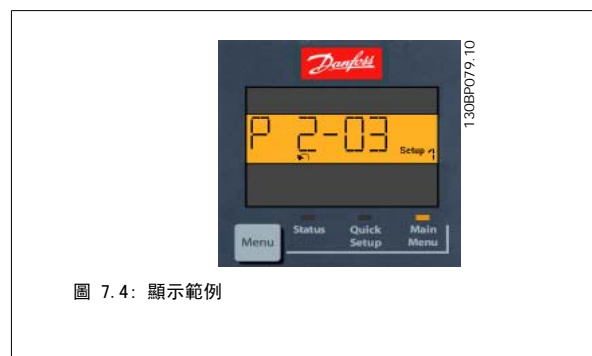 Danfoss
P 2-03
Setup 1
Menu
Status
Quick Setup
Main Menu
130BP079.10
圖 7.4: 顯示範例